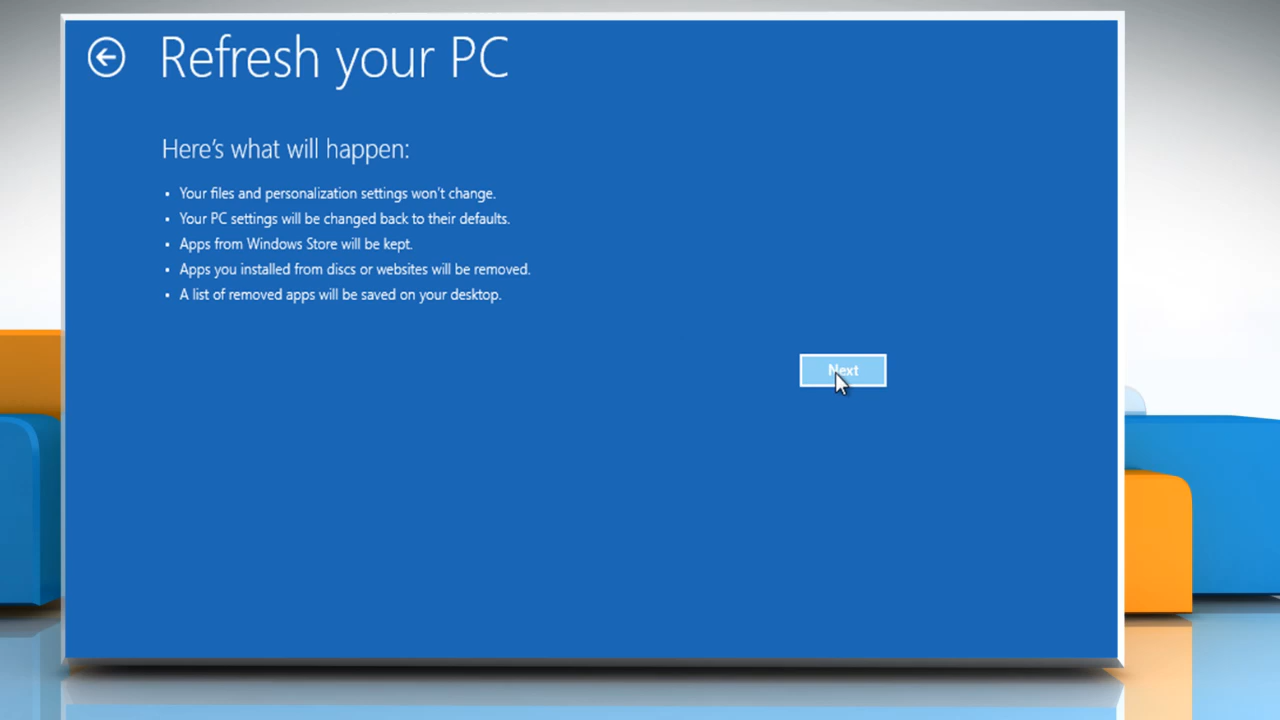 Refresh your PC
Here's what will happen:
• Your files and personalization settings won't change.
• Your PC settings will be changed back to their defaults.
• Apps from Windows Store will be kept.
• Apps you installed from discs or websites will be removed.
• A list of removed apps will be saved on your desktop.
Next